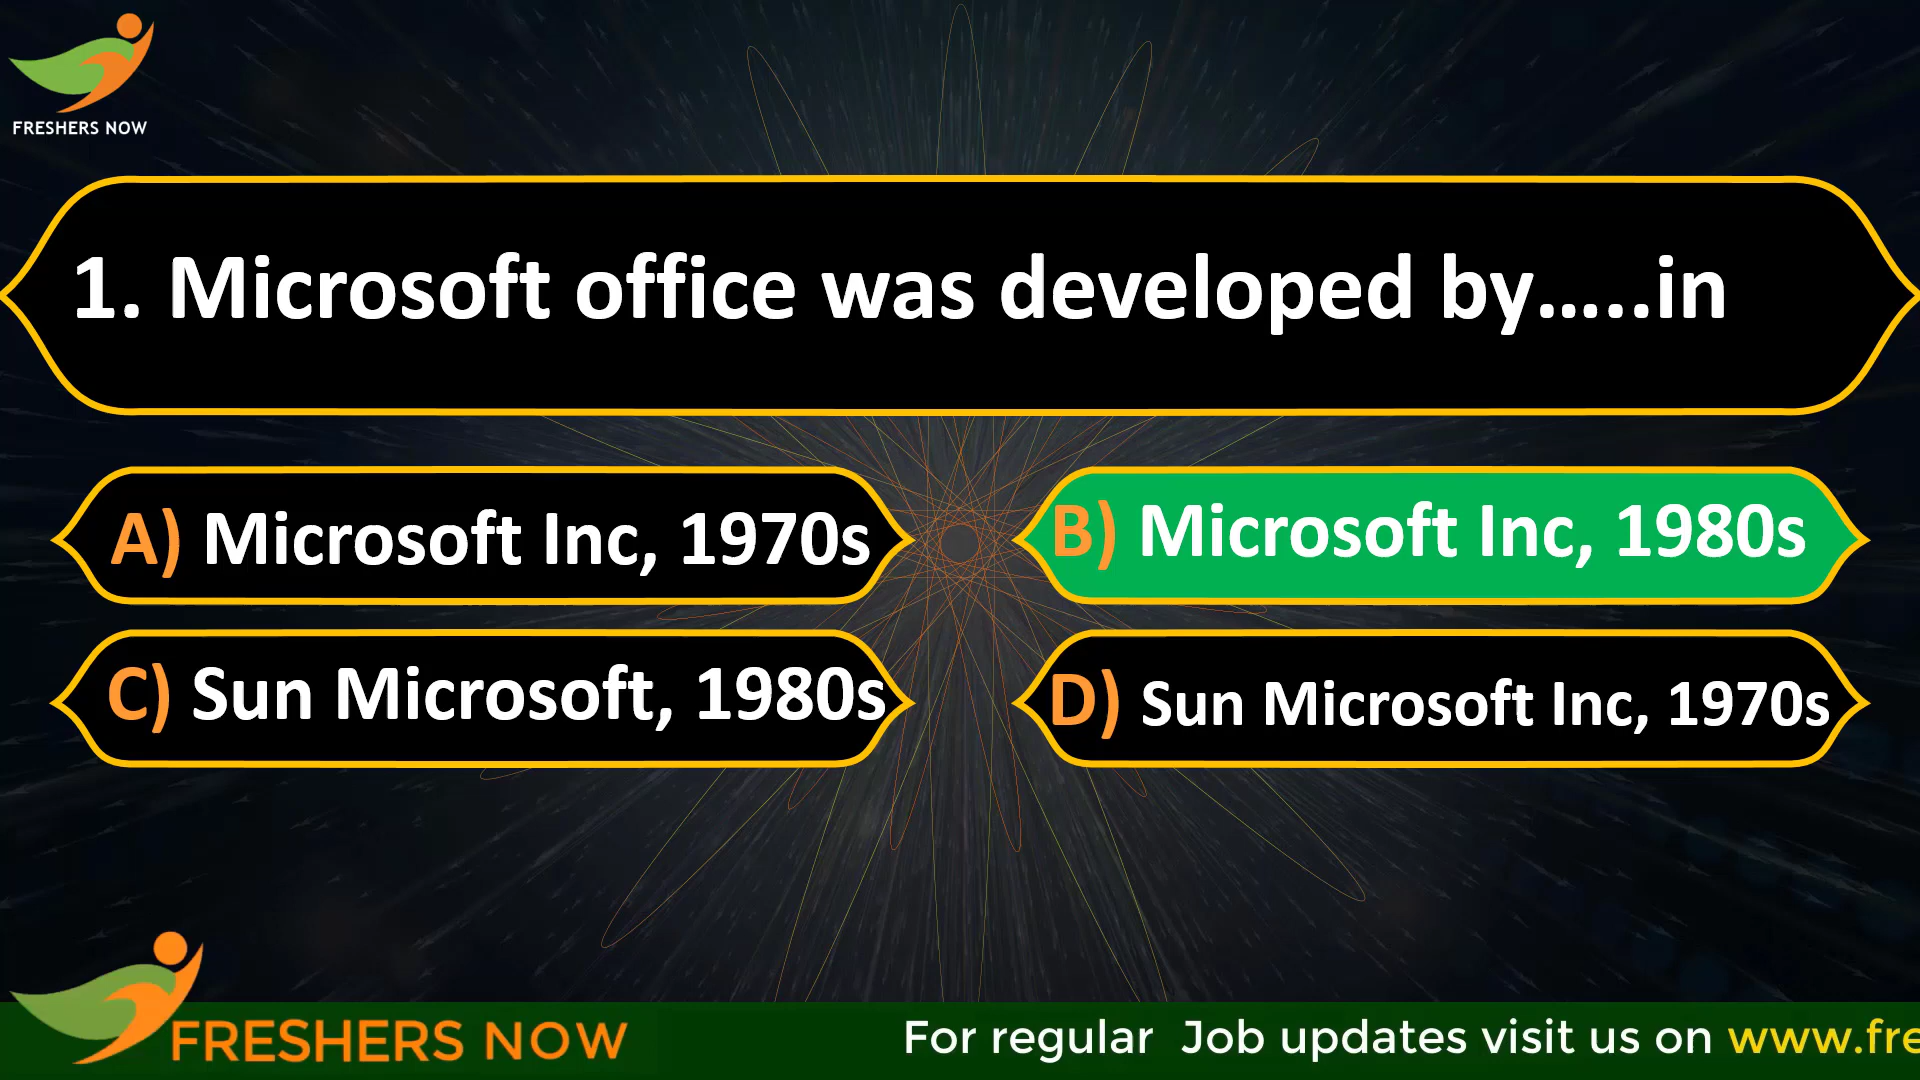 FRESHERS NOW
1. Microsoft office was developed by…..in
A) Microsoft Inc, 1970s
B) Microsoft Inc, 1980s
C) Sun Microsoft, 1980s
D) Sun Microsoft Inc, 1970s
FRESHERS NOW
For regular Job updates visit us on www.fre